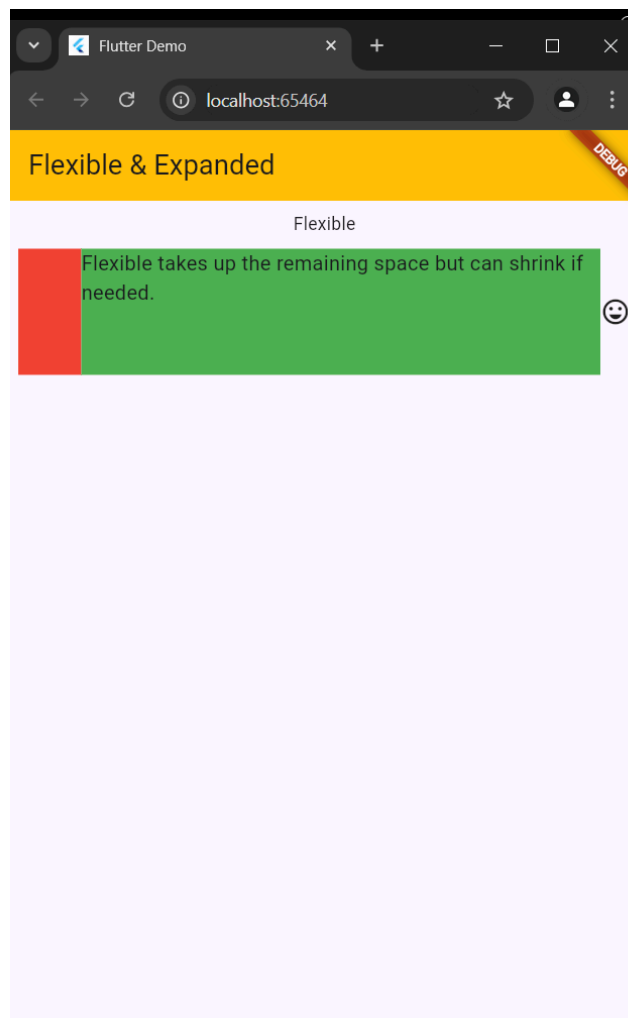 Flutter Demo
localhost:65464
Flexible & Expanded
DEBUG
Flexible
Flexible takes up the remaining space but can shrink if
needed.